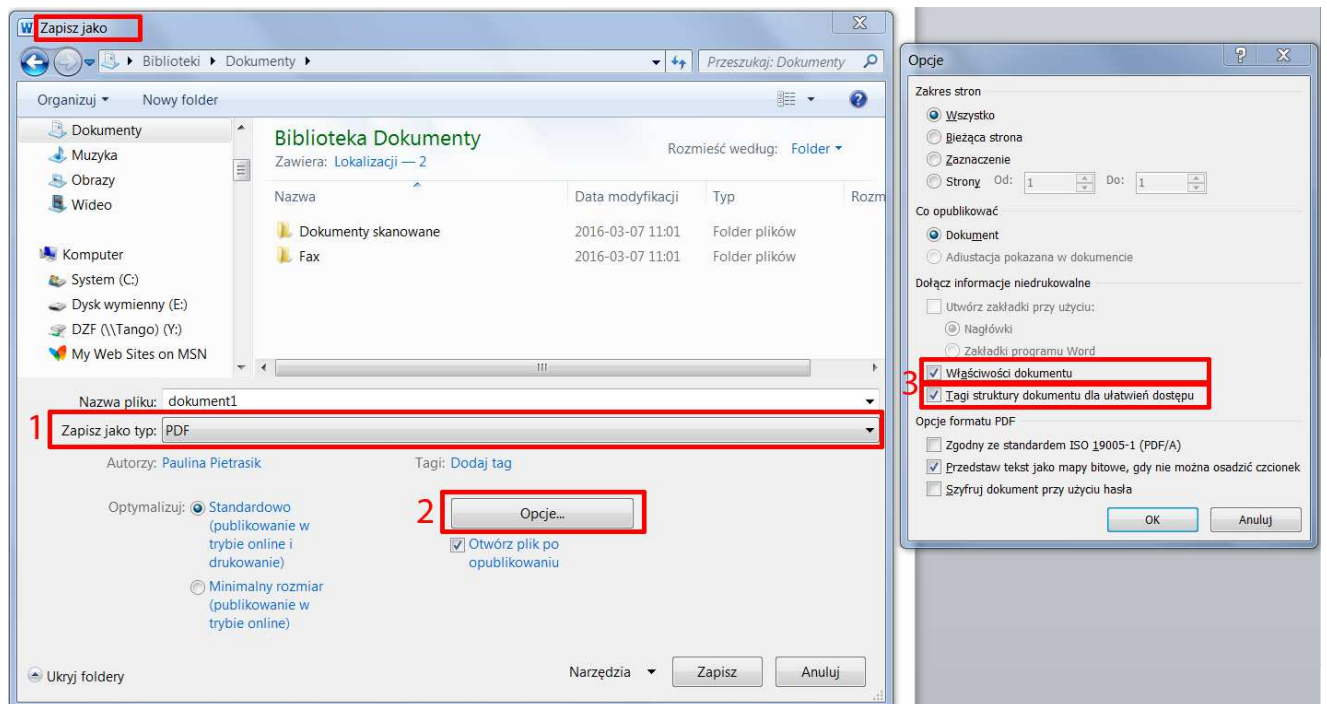 Zapisz jako
Biblioteki Dokumenty
Przeszukaj: Dokumenty
Organizuj Nowy folder
Dokumenty
Muzyka
Obrazy
Wideo
Komputer
System (C:)
Dysk wymienny (E:)
DZF (\\Tango) (Y:)
My Web Sites on MSN
Biblioteka Dokumenty
Zawiera: Lokalizacji — 2
Rozmieść według: Folder
Nazwa Data modyfikacji Typ Rozm
Dokumenty skanowane 2016-03-07 11:01 Folder plików
Fax 2016-03-07 11:01 Folder plików
Nazwa pliku: dokument1
1 Zapisz jako typ: PDF
Autorzy: Paulina Pietrasik Tagi: Dodaj tag
Optymalizuj: Standardowo
(publikowanie w
trybie online i
drukowanie)
Minimalny rozmiar
(publikowanie w
trybie online)
2 Opcje...
Otwórz plik po
opublikowaniu
Ukryj foldery
Narzędzia Zapisz Anuluj
Opcje
Zakres stron
Wszystko
Bieżąca strona
Zaznaczenie
Strony Od: 1 Do: 1
Co opublikować
Dokument
Adiustacja pokazana w dokumencie
Dołącz informacje niedrukowalne
Utwórz zakładki przy użyciu:
Nagłówki
Zakładki programu Word
3 Właściwości dokumentu
Tagi struktury dokumentu dla ułatwień dostępu
Opcje formatu PDF
Zgodny ze standardem ISO 19005-1 (PDF/A)
Przedstaw tekst jako mapy bitowe, gdy nie można osadzić czcionek
Szyfruj dokument przy użyciu hasła
OK Anuluj